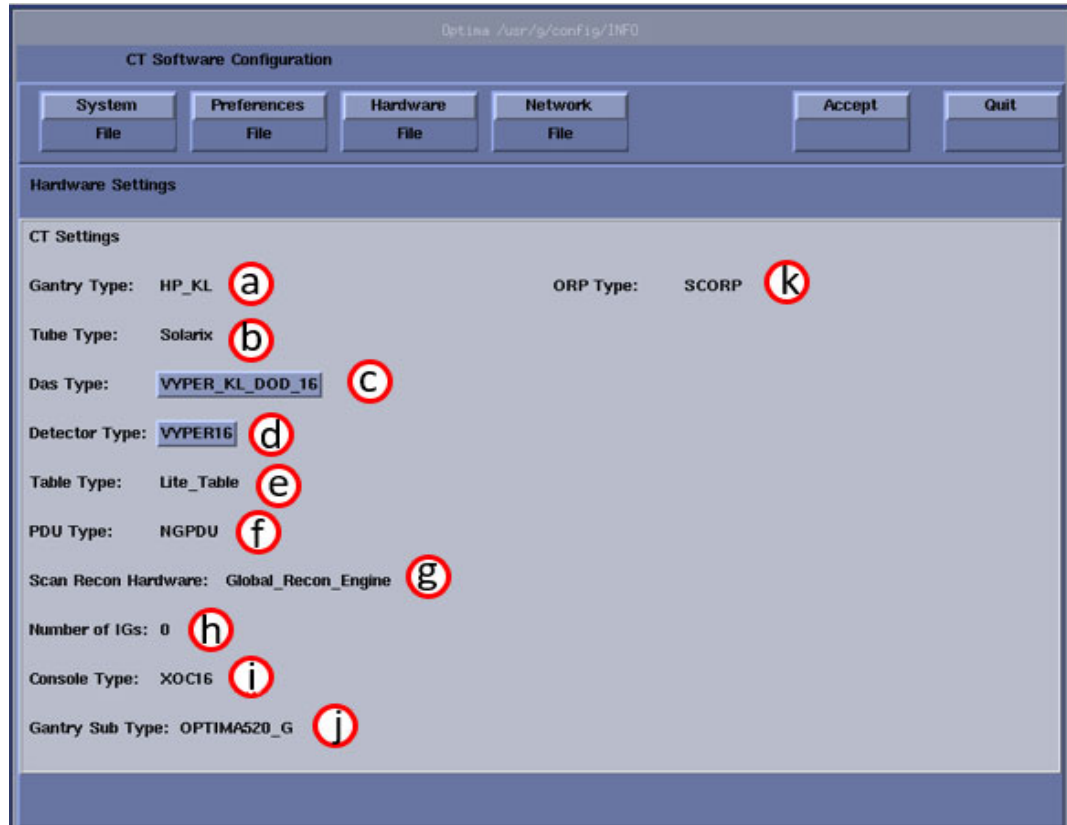 Optima /usr/g/config/INFO
CT Software Configuration
System Preferences Hardware Network Accept Quit
File File File File
Hardware Settings
CT Settings
Gantry Type: HP_KL a ORP Type: SCORP k
Tube Type: Solarix b
Das Type: VYPER_KL_DOD_16 c
Detector Type: VYPER16 d
Table Type: Lite_Table e
PDU Type: NGPDU f
Scan Recon Hardware: Global_Recon_Engine g
Number of IGs: 0 h
Console Type: XOC16 i
Gantry Sub Type: OPTIMA520_G j